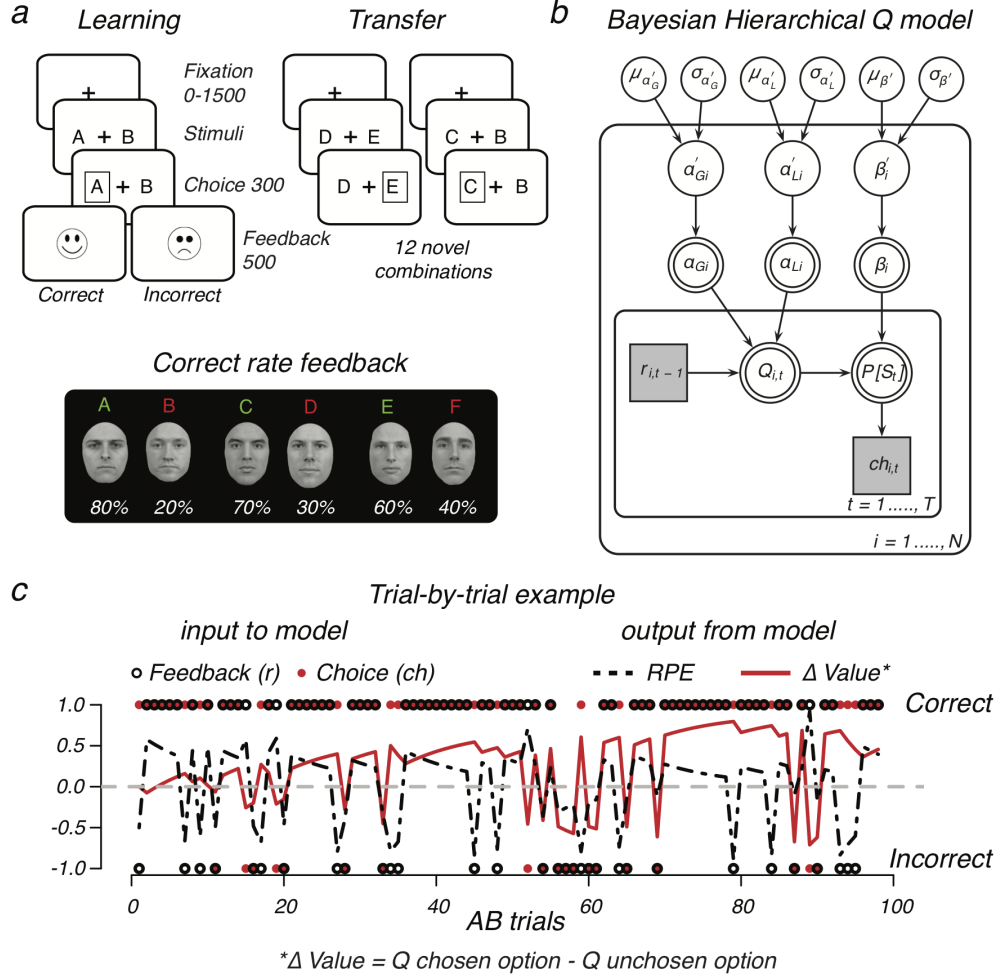 a
Learning
Transfer
+
Fixation
0-1500
A + B
Stimuli
A + B
Choice 300
Feedback
500
Correct
Incorrect
+
+
D + E
C + B
D + E
C + B
12 novel
combinations
Correct rate feedback
A B C D E F
80% 20% 70% 30% 60% 40%
b
Bayesian Hierarchical Q model
μα′G σα′G μα′L σα′L μβ′ σβ′
α′Gi α′Li β′i
αGi αLi βi
ri,t − 1 Qi,t P[St]
chi,t
t = 1....., T
i = 1....., N
c
Trial-by-trial example
input to model
output from model
Feedback (r) Choice (ch) RPE Δ Value*
1.0
Correct
0.5
0.0
-0.5
-1.0
Incorrect
0 20 40 60 80 100
AB trials
*Δ Value = Q chosen option - Q unchosen option